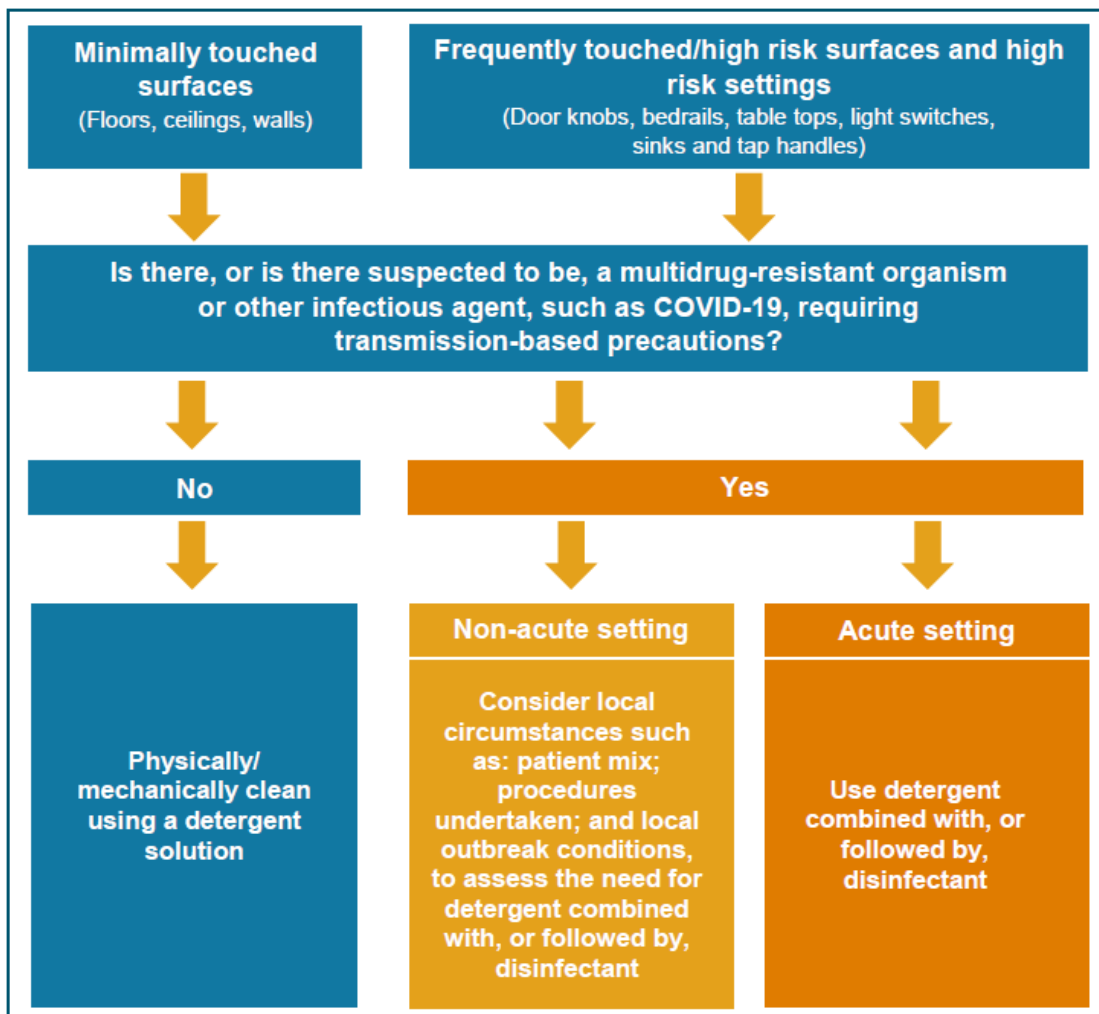 Minimally touched
surfaces
(Floors, ceilings, walls)
Frequently touched/high risk surfaces and high
risk settings
(Door knobs, bedrails, table tops, light switches,
sinks and tap handles)
Is there, or is there suspected to be, a multidrug-resistant organism
or other infectious agent, such as COVID-19, requiring
transmission-based precautions?
No
Yes
Physically/
mechanically clean
using a detergent
solution
Non-acute setting
Consider local
circumstances such
as: patient mix;
procedures
undertaken; and local
outbreak conditions,
to assess the need for
detergent combined
with, or followed by,
disinfectant
Acute setting
Use detergent
combined with, or
followed by,
disinfectant